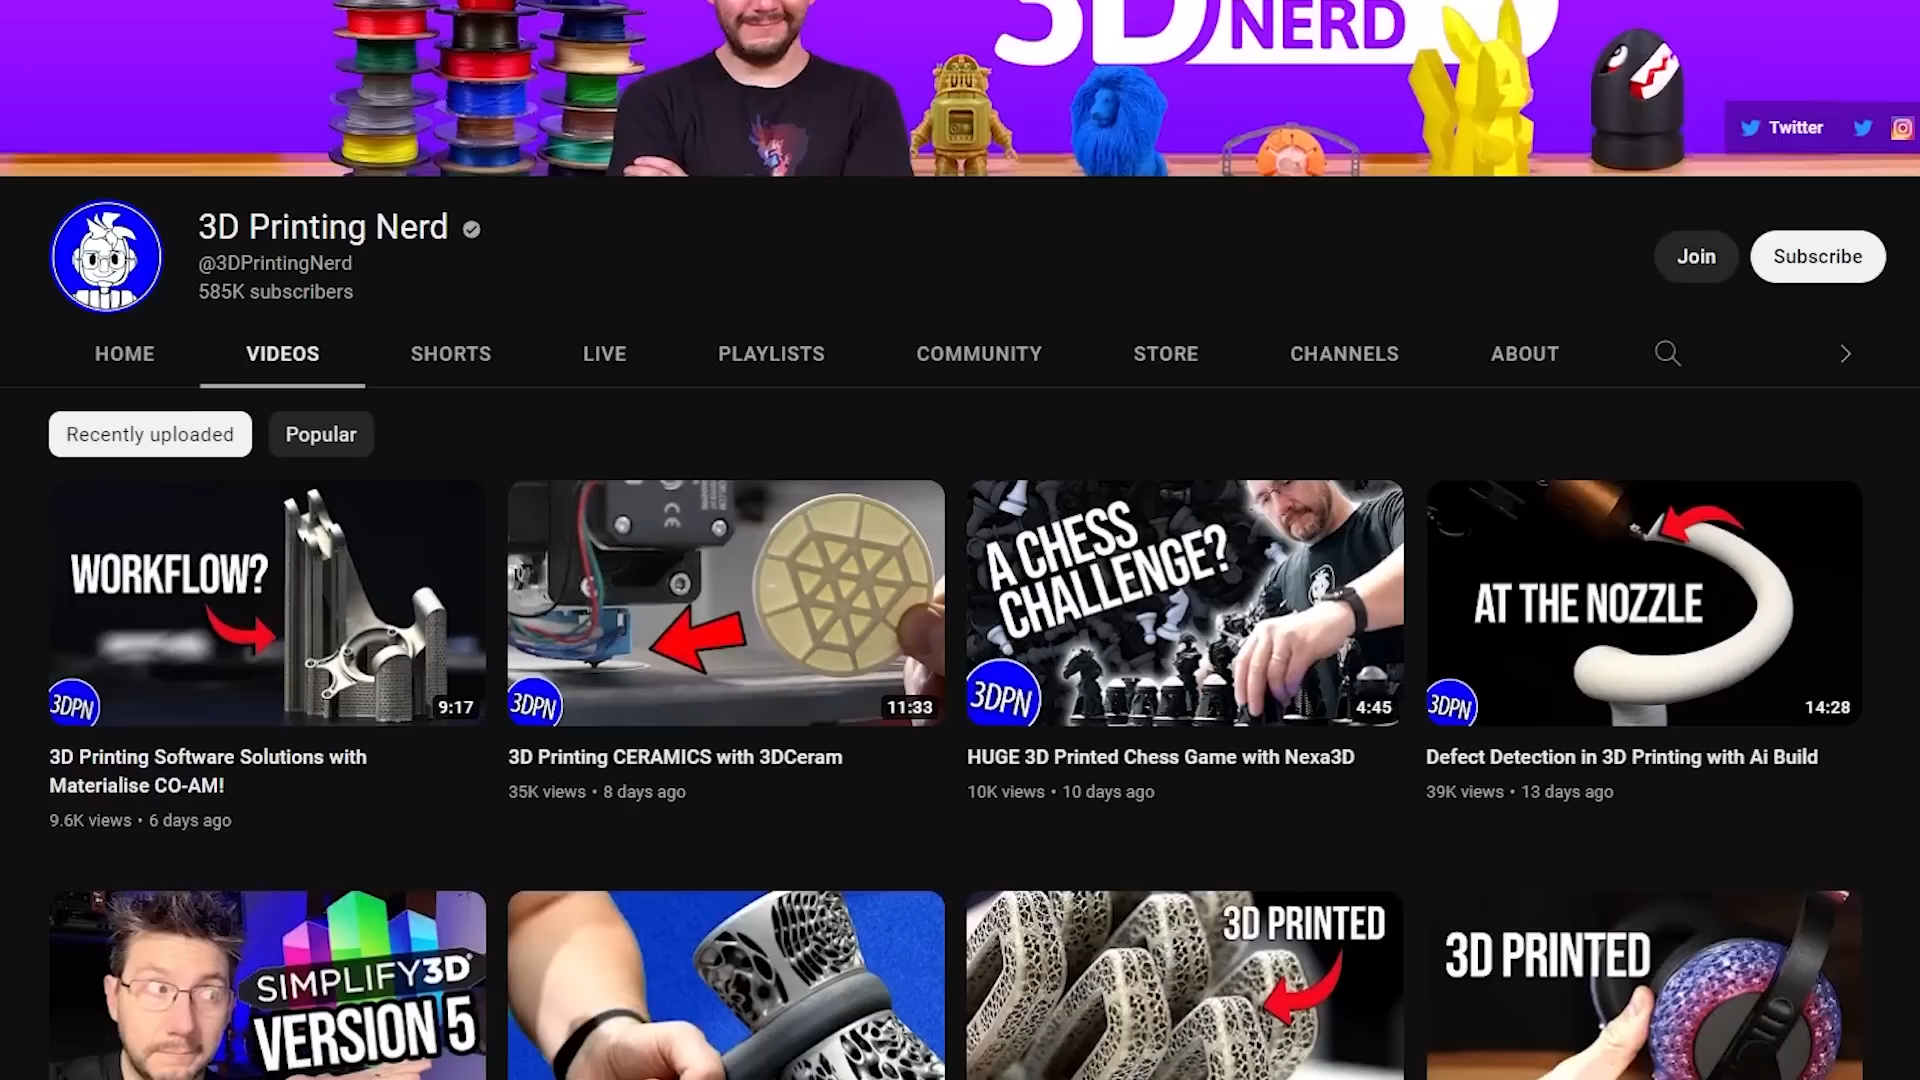 3D NERD
Twitter
3D Printing Nerd
@3DPrintingNerd
585K subscribers
Join
Subscribe
HOME
VIDEOS
SHORTS
LIVE
PLAYLISTS
COMMUNITY
STORE
CHANNELS
ABOUT
Recently uploaded
Popular
WORKFLOW?
3DPN
9:17
CE
3DPN
11:33
A CHESS
CHALLENGE?
3DPN
4:45
AT THE NOZZLE
3DPN
14:28
3D Printing Software Solutions with
Materialise CO-AM!
9.6K views • 6 days ago
3D Printing CERAMICS with 3DCeram
35K views • 8 days ago
HUGE 3D Printed Chess Game with Nexa3D
10K views • 10 days ago
Defect Detection in 3D Printing with Ai Build
39K views • 13 days ago
SIMPLIFY3D®
VERSION 5
3D PRINTED
3D PRINTED